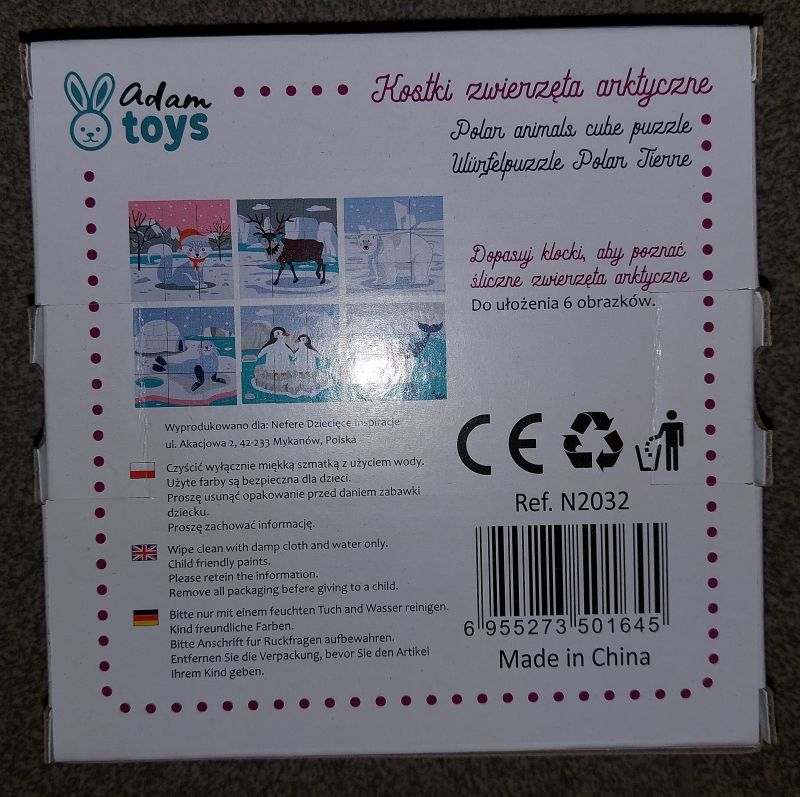 adam
toys
Kostki zwierzęta arktyczne
Polar animals cube puzzle
Würfelpuzzle Polar Tierre
Dopasuj klocki, aby poznać
śliczne zwierzęta arktyczne
Do ułożenia 6 obrazków.
Wyprodukowano dla: Nefere Dziecięce Inspiracje
ul. Akacjowa 2, 42-233 Mykanów, Polska
Czyścić wyłącznie miękką szmatką z użyciem wody.
Użyte farby są bezpieczna dla dzieci.
Proszę usunąć opakowanie przed daniem zabawki
dziecku.
Proszę zachować informację.
Wipe clean with damp cloth and water only.
Child friendly paints.
Please retein the information.
Remove all packaging befere giving to a child.
Bitte nur mit einem feuchten Tuch and Wasser reinigen.
Kind freundliche Farben.
Bitte Anschrift fur Ruckfragen aufbewahren.
Entfernen Sie die Verpackung, bevor Sie den Artikel
Ihrem Kind geben.
CE
Ref. N2032
6 955273 501645
Made in China